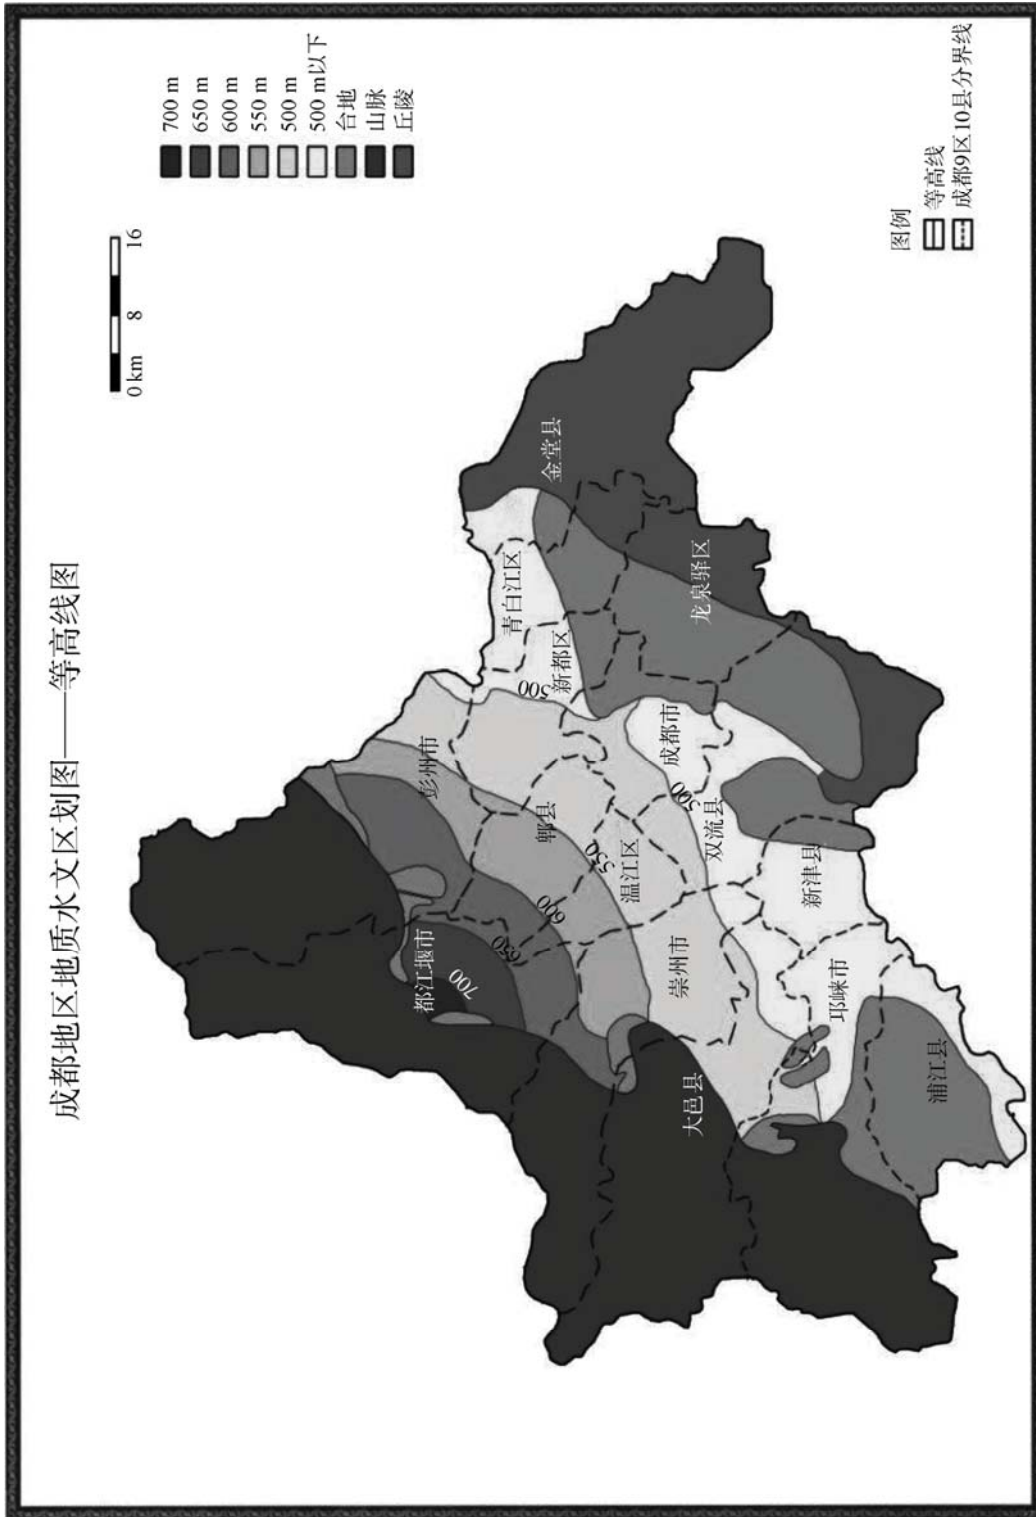 成都地区地质水文区划图——等高线图
0 km
8
16
700 m
650 m
600 m
550 m
500 m
500 m以下
台地
山脉
丘陵
都江堰市
700
650
600
550
500
500
彭州市
郫县
温江区
崇州市
大邑县
新都区
青白江区
金堂县
成都市
双流县
龙泉驿区
新津县
邛崃市
浦江县
图例
等高线
成都9区10县分界线